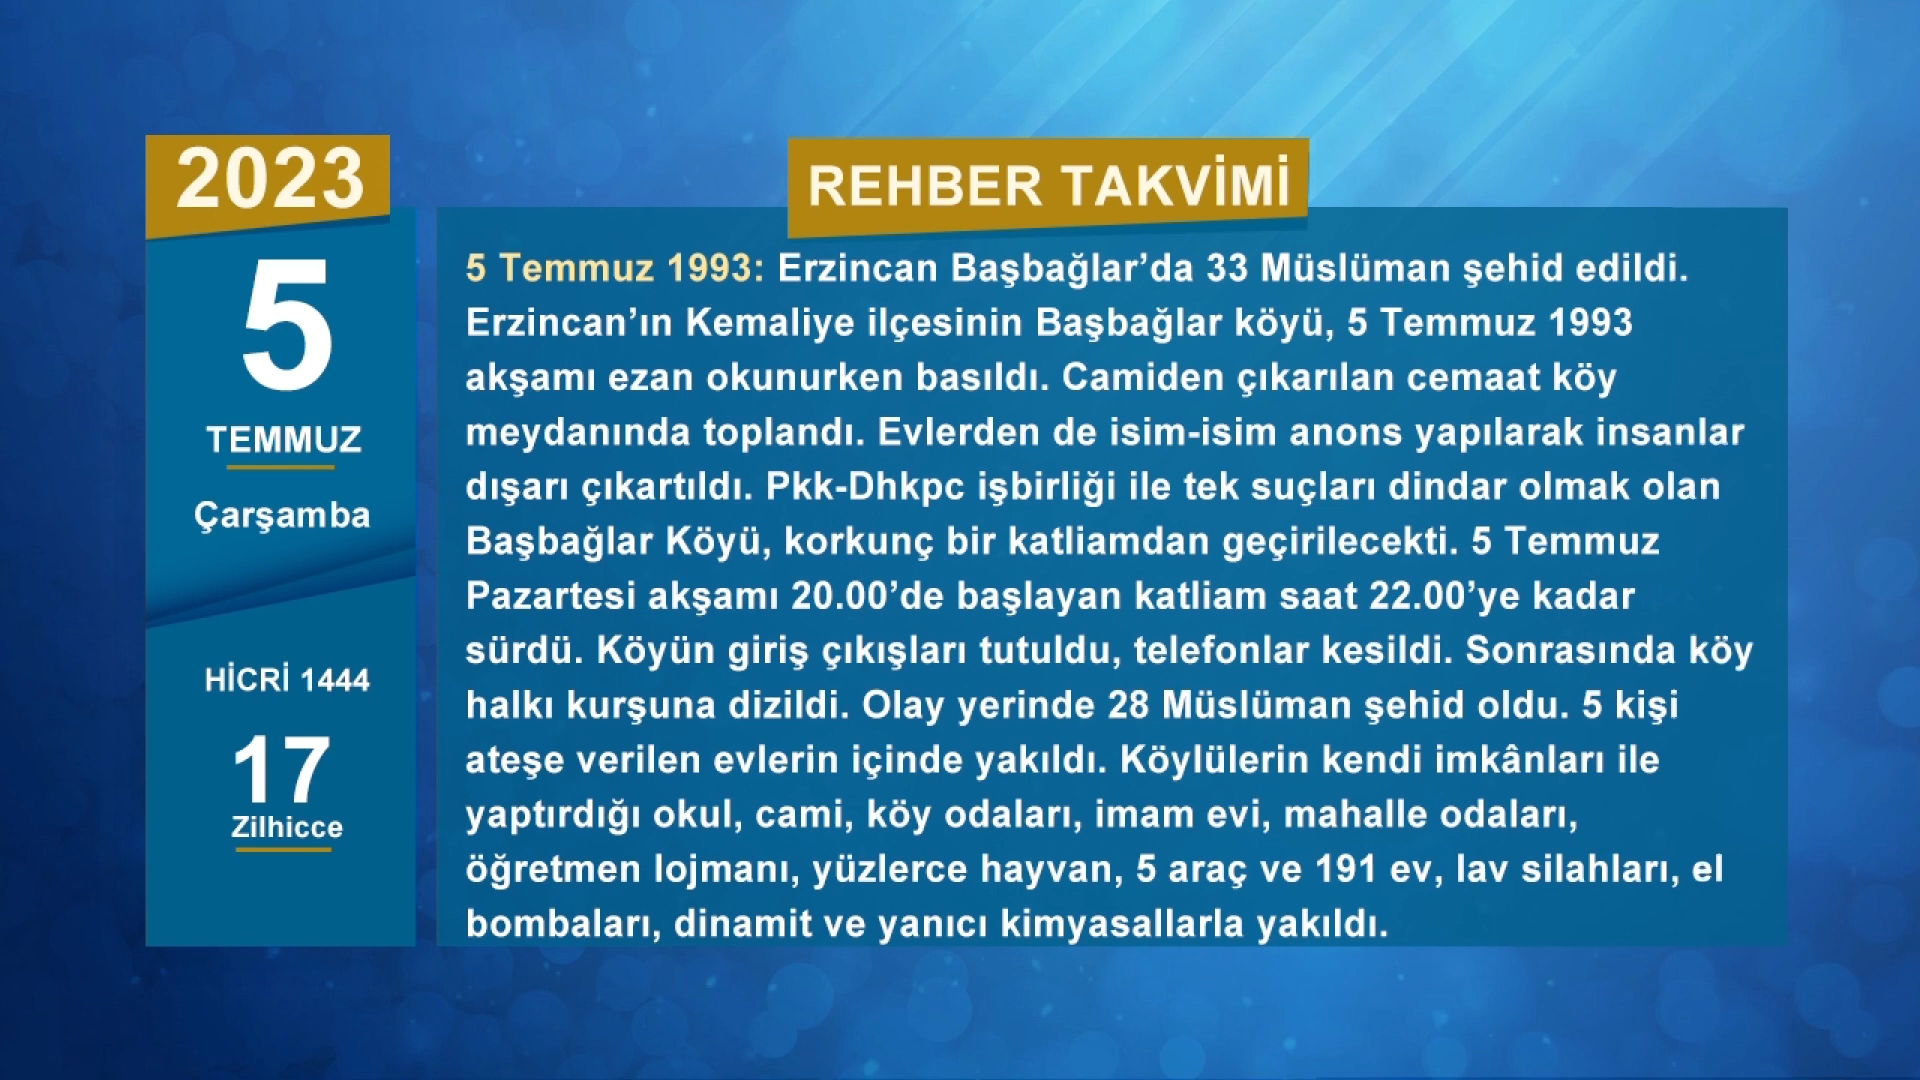 2023
5
TEMMUZ
Çarşamba
HİCRİ 1444
17
Zilhicce
REHBER TAKVİMİ
5 Temmuz 1993: Erzincan Başbağlar’da 33 Müslüman şehid edildi.
Erzincan’ın Kemaliye ilçesinin Başbağlar köyü, 5 Temmuz 1993
akşamı ezan okunurken basıldı. Camiden çıkarılan cemaat köy
meydanında toplandı. Evlerden de isim-isim anons yapılarak insanlar
dışarı çıkartıldı. Pkk-Dhkpc işbirliği ile tek suçları dindar olmak olan
Başbağlar Köyü, korkunç bir katliamdan geçirilecekti. 5 Temmuz
Pazartesi akşamı 20.00’de başlayan katliam saat 22.00’ye kadar
sürdü. Köyün giriş çıkışları tutuldu, telefonlar kesildi. Sonrasında köy
halkı kurşuna dizildi. Olay yerinde 28 Müslüman şehid oldu. 5 kişi
ateşe verilen evlerin içinde yakıldı. Köylülerin kendi imkânları ile
yaptırdığı okul, cami, köy odaları, imam evi, mahalle odaları,
öğretmen lojmanı, yüzlerce hayvan, 5 araç ve 191 ev, lav silahları, el
bombaları, dinamit ve yanıcı kimyasallarla yakıldı.